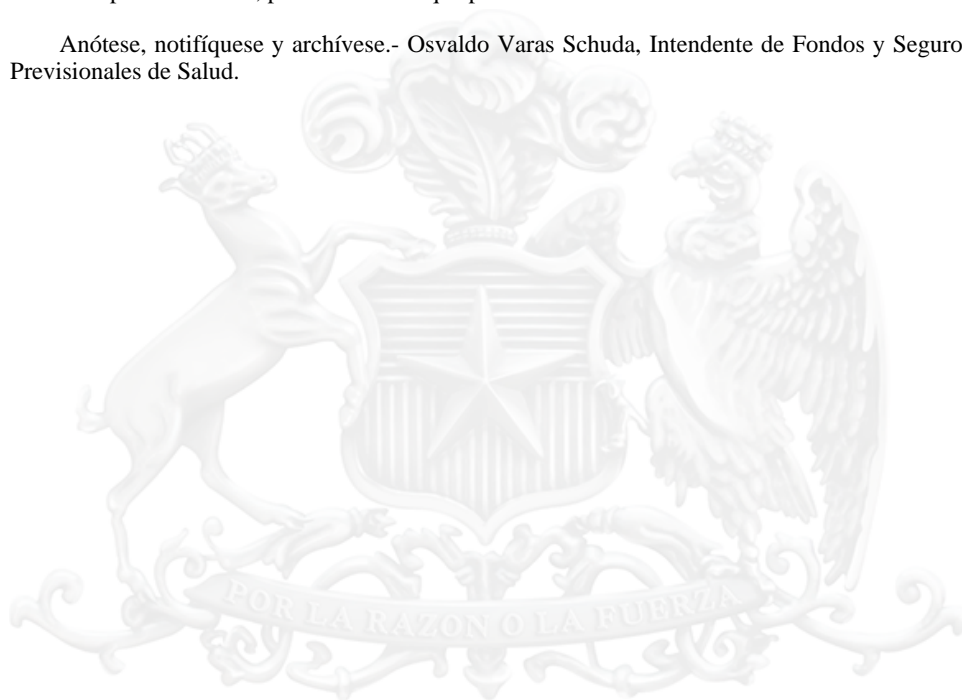 Anótese, notifíquese y archívese.- Osvaldo Varas Schuda, Intendente de Fondos y Seguro
Previsionales de Salud.
POR LA RAZON O LA FUERZA